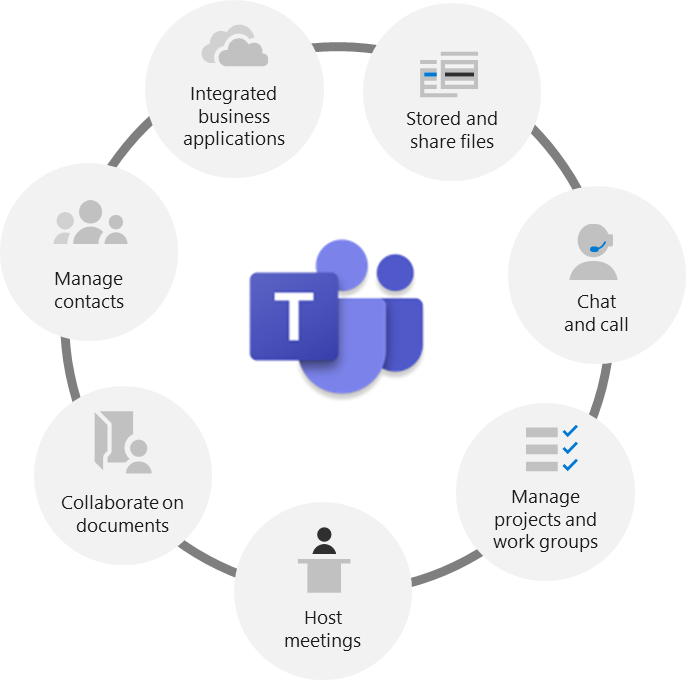 Integrated
business
applications
Stored and
share files
Chat
and call
Manage
projects and
work groups
Host
meetings
Collaborate on
documents
Manage
contacts
T